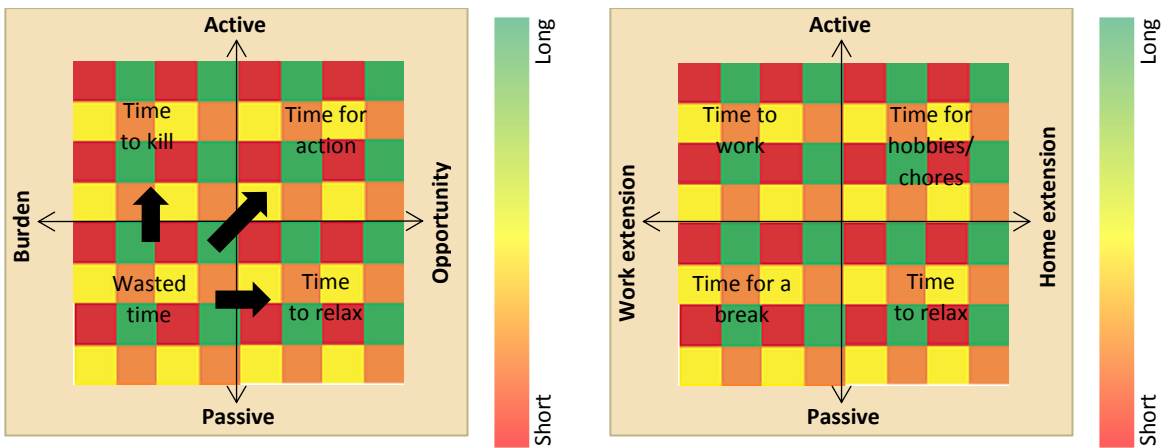 Active
Long
Time
to kill
Time for
action
Burden
Opportunity
Wasted
time
Time
to relax
Passive
Short
Active
Long
Time to
work
Time for
hobbies/
chores
Work extension
Home extension
Time for a
break
Time
to relax
Passive
Short